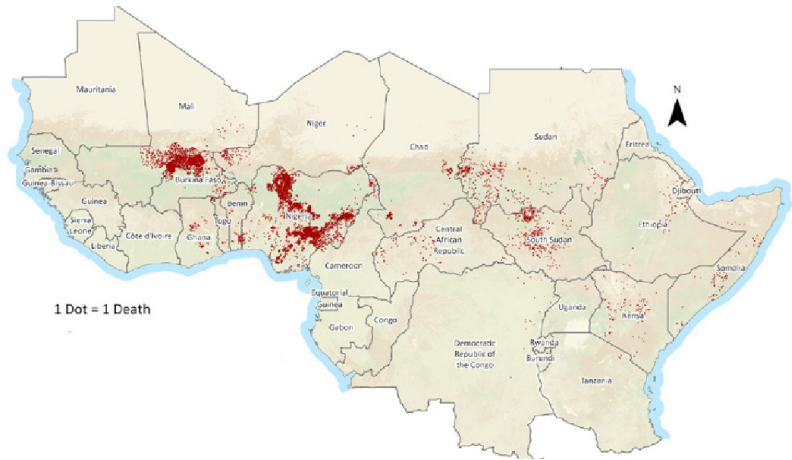 N
Mauritania
Mali
Niger
Chad
Sudan
Eritrea
Senegal
Gambia
Guinea-Bissau
Burkina Faso
Djibouti
Guinea
Benin
Nigeria
Sierra
Leone
Togo
Ethiopia
Liberia
Côte d'Ivoire
Ghana
Central
African
Republic
South Sudan
Cameroon
Somalia
Equatorial
Guinea
Uganda
Kenya
1 Dot = 1 Death
Gabon
Congo
Democratic
Republic of
the Congo
Rwanda
Burundi
Tanzania